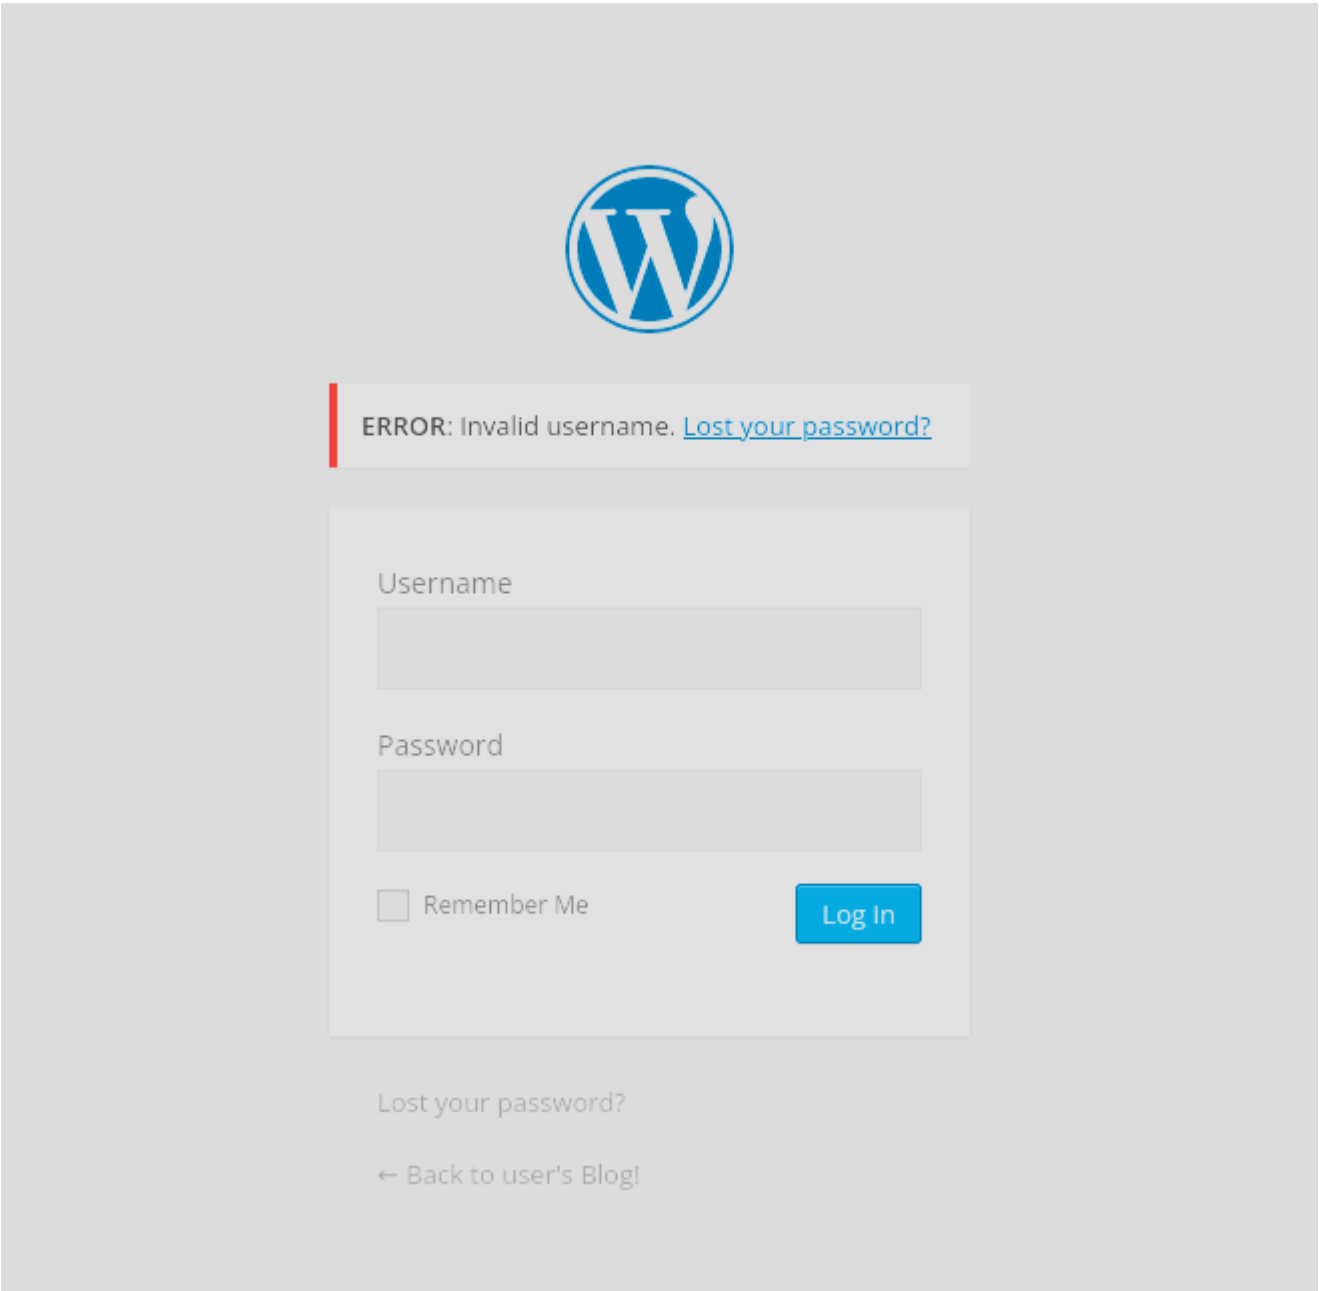 ERROR: Invalid username. Lost your password?
Username
Password
Remember Me
Log In
Lost your password?
← Back to user's Blog!